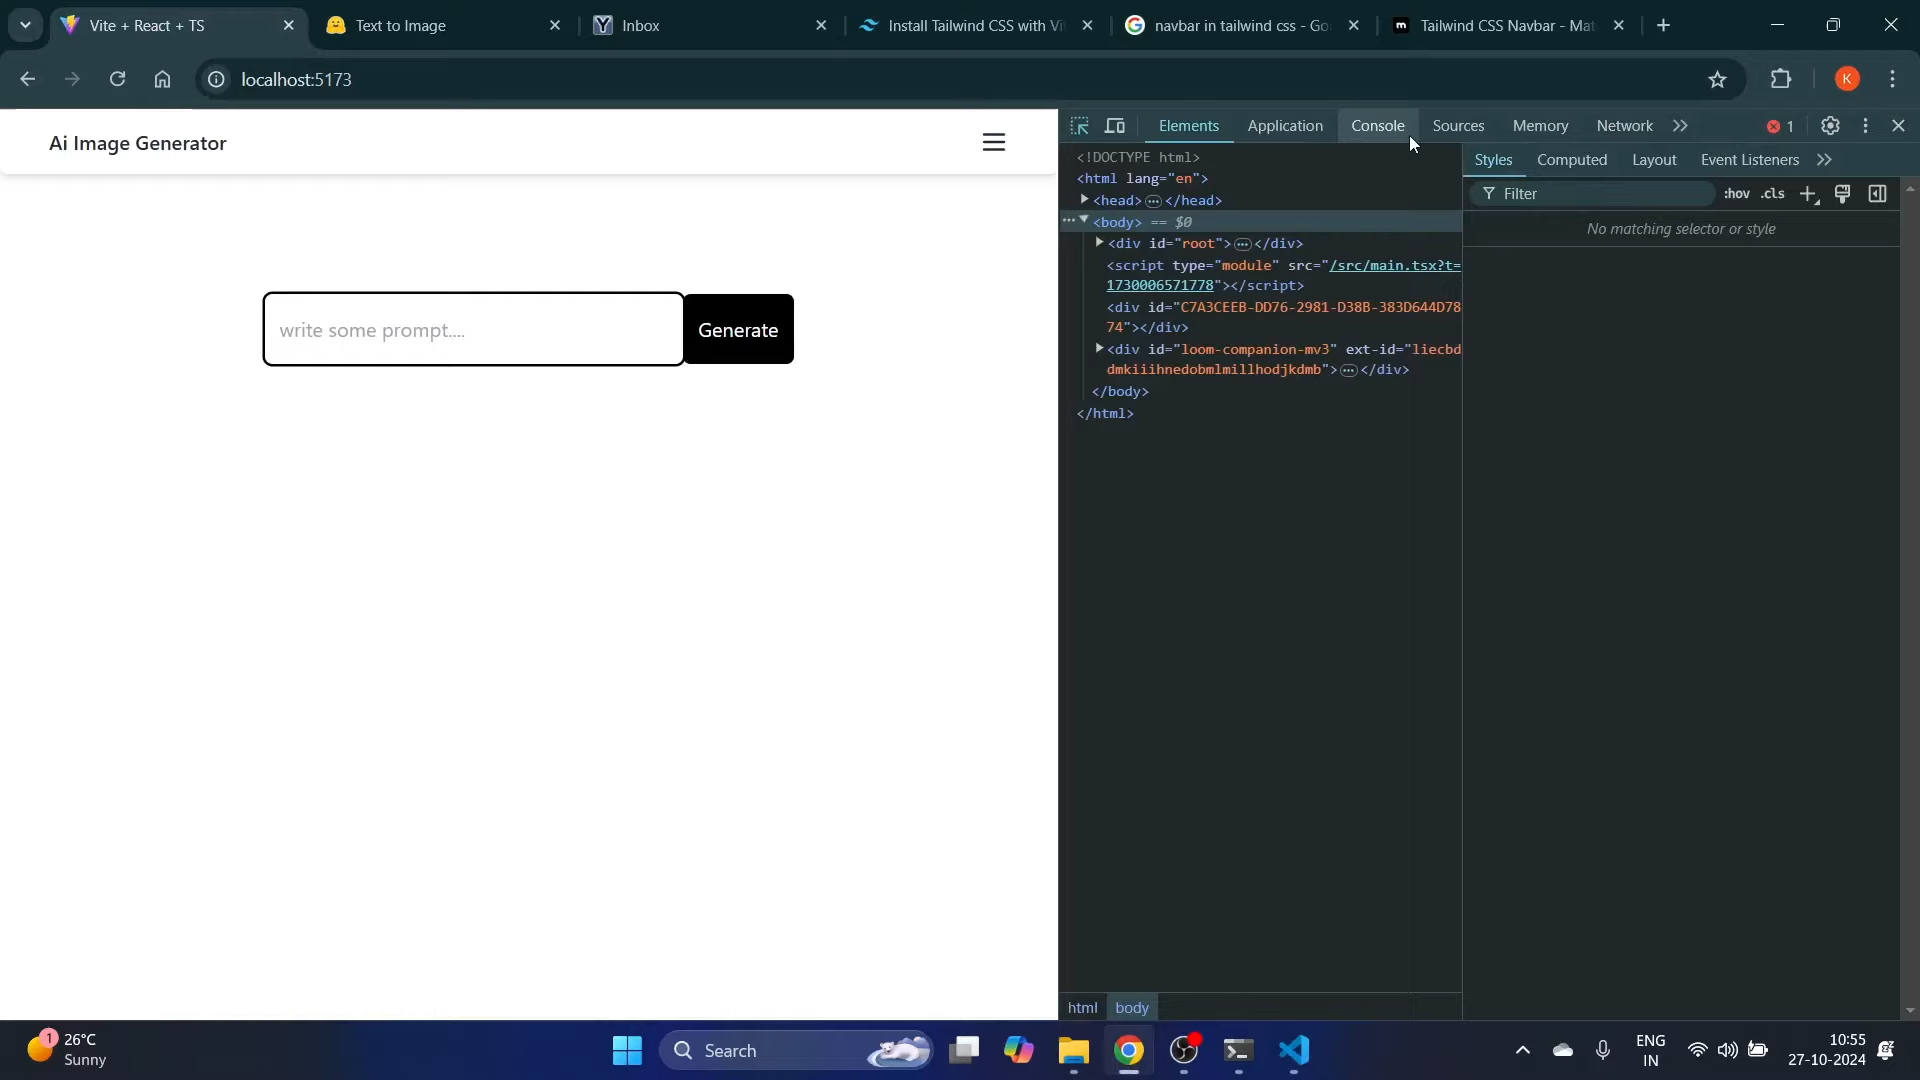 Vite + React + TS
Text to Image
Inbox
Install Tailwind CSS with Vi
navbar in tailwind css - Go
Tailwind CSS Navbar - Mat
localhost:5173
K
Ai Image Generator
write some prompt....
Generate
Elements
Application
Console
Sources
Memory
Network
1
<!DOCTYPE html>
<html lang="en">
<head>…</head>
<body> == $0
<div id="root">…</div>
<script type="module" src="/src/main.tsx?t=
1730006571778"></script>
<div id="C7A3CEEB-DD76-2981-D38B-383D644D78
74"></div>
<div id="loom-companion-mv3" ext-id="liecbd
dmkiiihnedobmlmillhodjkdmb">…</div>
</body>
</html>
html
body
Styles
Computed
Layout
Event Listeners
Filter
:hov
.cls
No matching selector or style
1
26°C
Sunny
Search
ENG
IN
10:55
27-10-2024